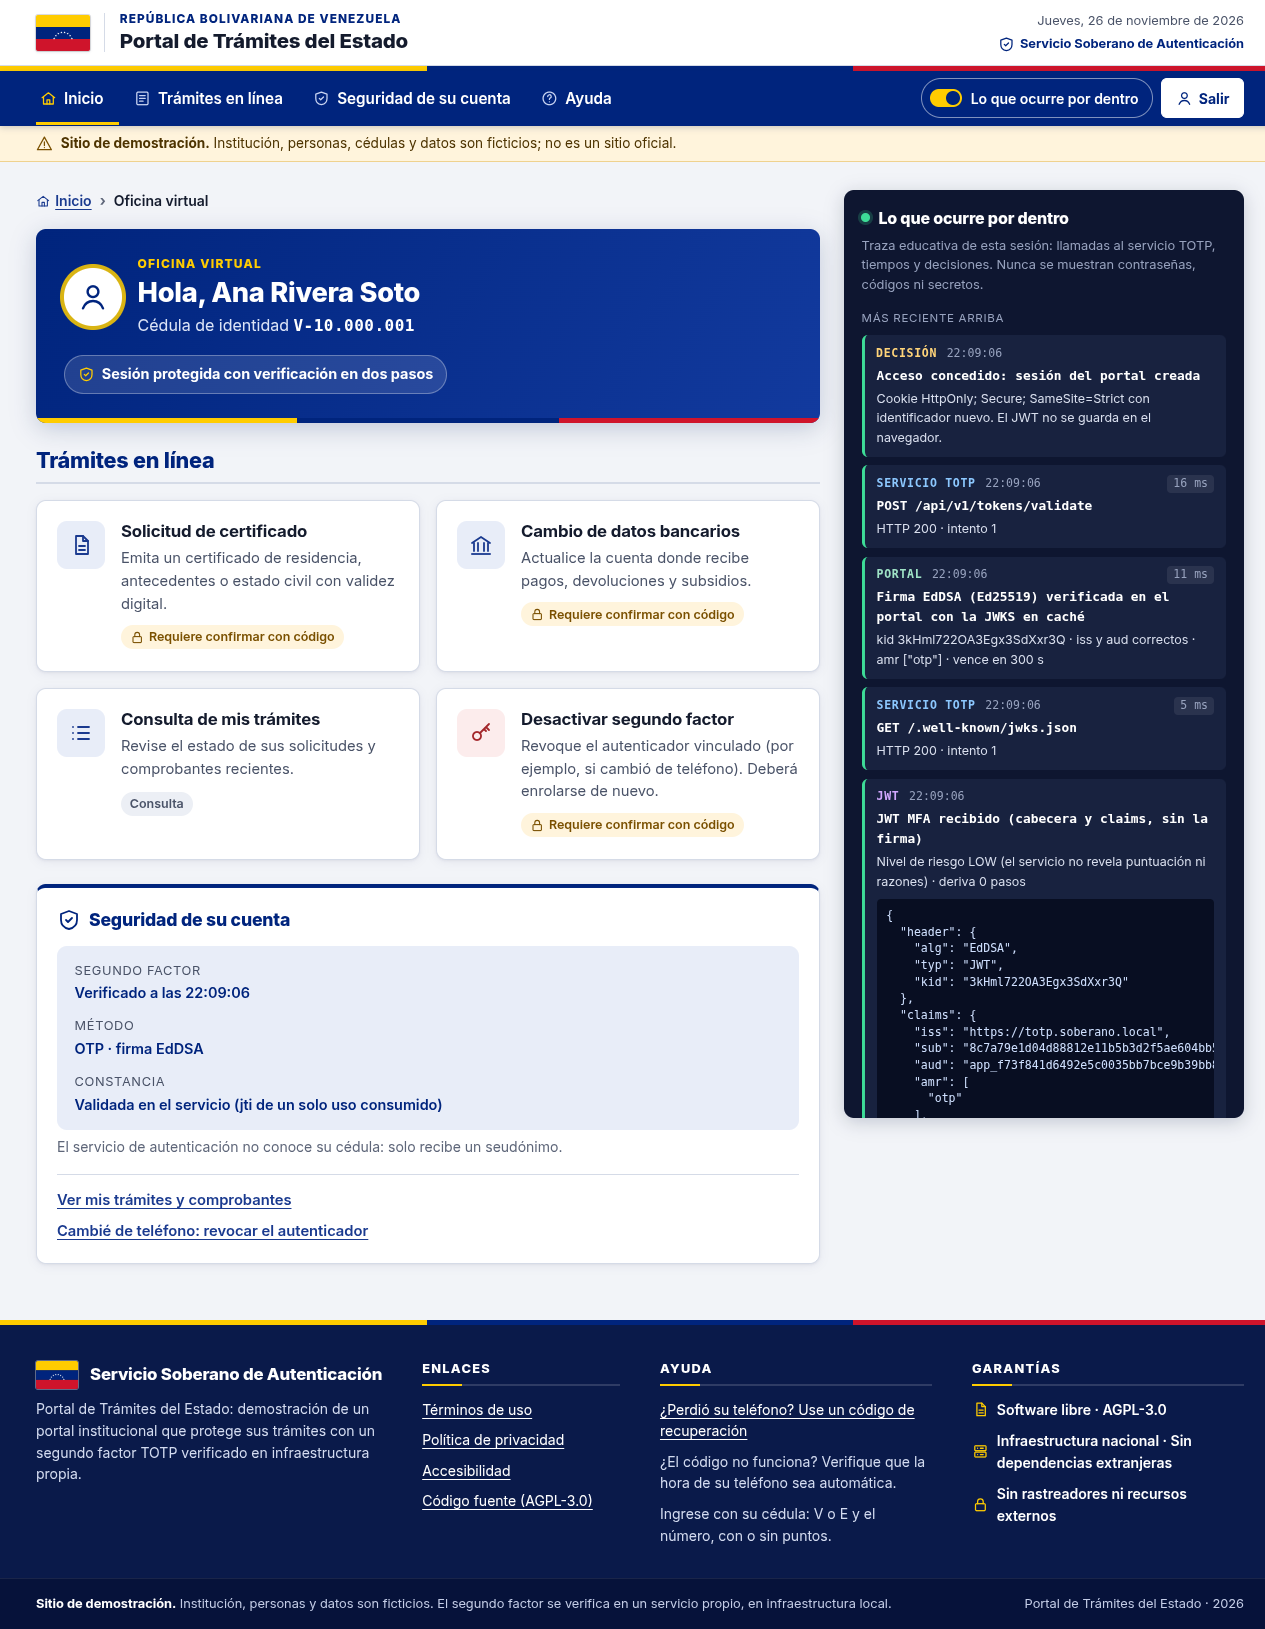 REPÚBLICA BOLIVARIANA DE VENEZUELA
Portal de Trámites del Estado
Jueves, 26 de noviembre de 2026
Servicio Soberano de Autenticación
Inicio
Trámites en línea
Seguridad de su cuenta
Ayuda
Lo que ocurre por dentro
Salir
Sitio de demostración. Institución, personas, cédulas y datos son ficticios; no es un sitio oficial.
Inicio › Oficina virtual
OFICINA VIRTUAL
Hola, Ana Rivera Soto
Cédula de identidad V-10.000.001
Sesión protegida con verificación en dos pasos
Trámites en línea
Solicitud de certificado
Emita un certificado de residencia,
antecedentes o estado civil con validez
digital.
Requiere confirmar con código
Cambio de datos bancarios
Actualice la cuenta donde recibe
pagos, devoluciones y subsidios.
Requiere confirmar con código
Consulta de mis trámites
Revise el estado de sus solicitudes y
comprobantes recientes.
Consulta
Desactivar segundo factor
Revoque el autenticador vinculado (por
ejemplo, si cambió de teléfono). Deberá
enrolarse de nuevo.
Requiere confirmar con código
Seguridad de su cuenta
SEGUNDO FACTOR
Verificado a las 22:09:06
MÉTODO
OTP · firma EdDSA
CONSTANCIA
Validada en el servicio (jti de un solo uso consumido)
El servicio de autenticación no conoce su cédula: solo recibe un seudónimo.
Ver mis trámites y comprobantes
Cambié de teléfono: revocar el autenticador
Lo que ocurre por dentro
Traza educativa de esta sesión: llamadas al servicio TOTP,
tiempos y decisiones. Nunca se muestran contraseñas,
códigos ni secretos.
MÁS RECIENTE ARRIBA
DECISIÓN 22:09:06
Acceso concedido: sesión del portal creada
Cookie HttpOnly; Secure; SameSite=Strict con
identificador nuevo. El JWT no se guarda en el
navegador.
SERVICIO TOTP 22:09:06 16 ms
POST /api/v1/tokens/validate
HTTP 200 · intento 1
PORTAL 22:09:06 11 ms
Firma EdDSA (Ed25519) verificada en el
portal con la JWKS en caché
kid 3kHml722OA3Egx3SdXxr3Q · iss y aud correctos ·
amr ["otp"] · vence en 300 s
SERVICIO TOTP 22:09:06 5 ms
GET /.well-known/jwks.json
HTTP 200 · intento 1
JWT 22:09:06
JWT MFA recibido (cabecera y claims, sin la
firma)
Nivel de riesgo LOW (el servicio no revela puntuación ni
razones) · deriva 0 pasos
{
"header": {
"alg": "EdDSA",
"typ": "JWT",
"kid": "3kHml722OA3Egx3SdXxr3Q"
},
"claims": {
"iss": "https://totp.soberano.local",
"sub": "8c7a79e1d04d88812e11b5b3d2f5ae604bb5
"aud": "app_f73f841d6492e5c0035bb7bce9b39bb8
"amr": [
"otp"
],
Servicio Soberano de Autenticación
Portal de Trámites del Estado: demostración de un
portal institucional que protege sus trámites con un
segundo factor TOTP verificado en infraestructura
propia.
ENLACES
Términos de uso
Política de privacidad
Accesibilidad
Código fuente (AGPL-3.0)
AYUDA
¿Perdió su teléfono? Use un código de
recuperación
¿El código no funciona? Verifique que la
hora de su teléfono sea automática.
Ingrese con su cédula: V o E y el
número, con o sin puntos.
GARANTÍAS
Software libre · AGPL-3.0
Infraestructura nacional · Sin
dependencias extranjeras
Sin rastreadores ni recursos
externos
Sitio de demostración. Institución, personas y datos son ficticios. El segundo factor se verifica en un servicio propio, en infraestructura local.
Portal de Trámites del Estado · 2026